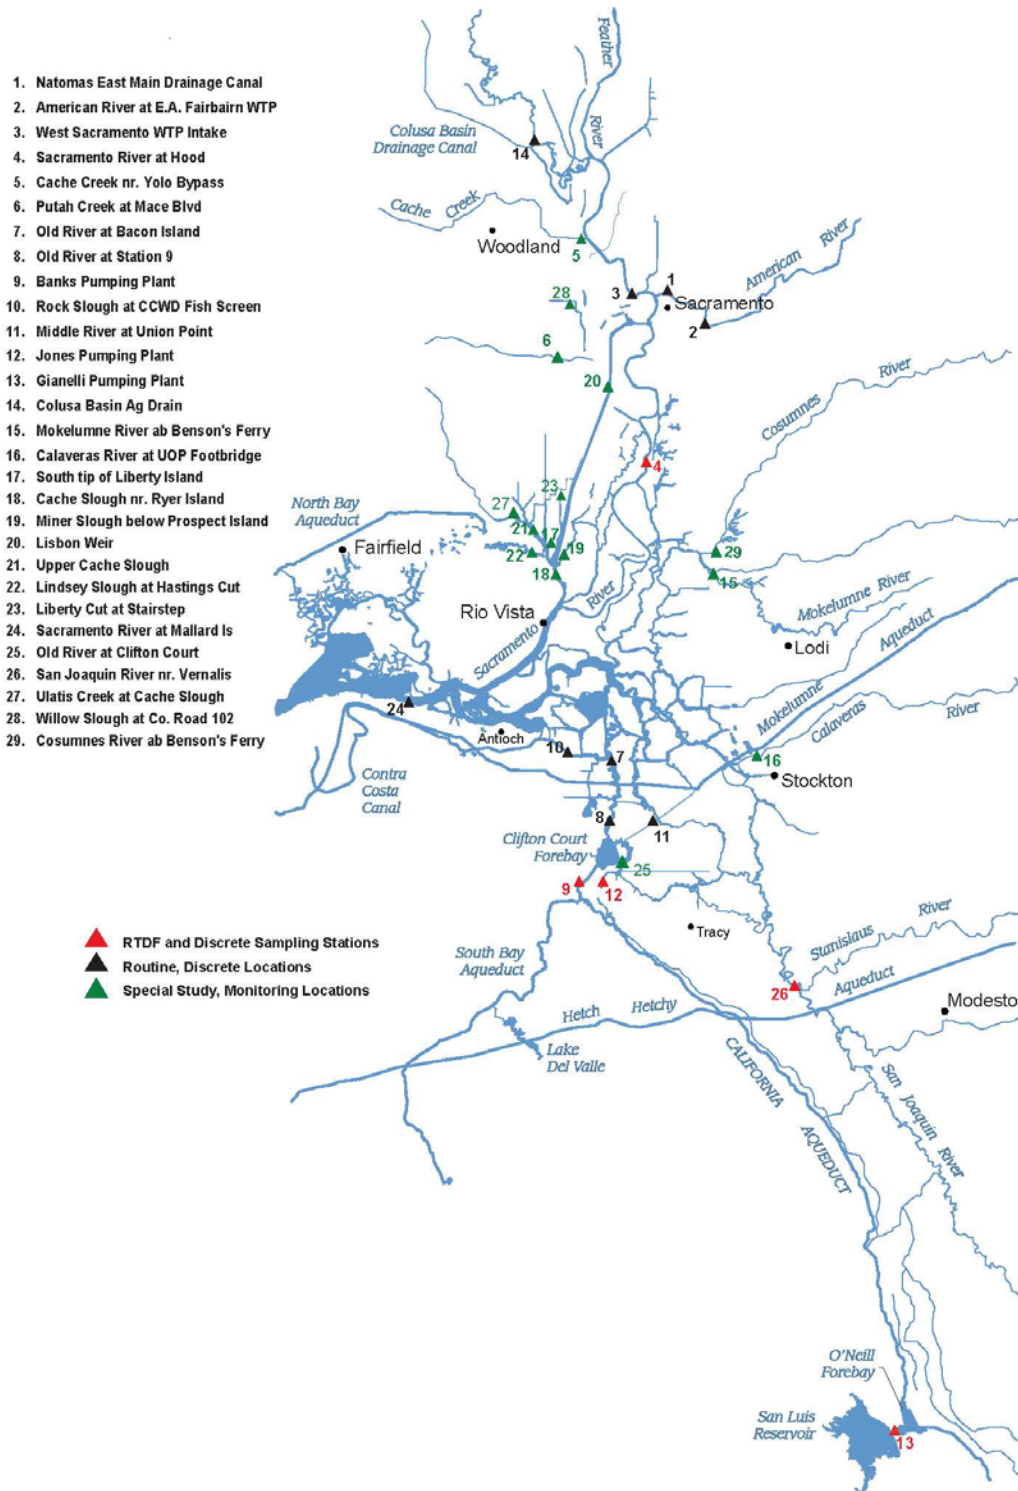 1. Natomas East Main Drainage Canal
2. American River at E.A. Fairbairn WTP
3. West Sacramento WTP Intake
4. Sacramento River at Hood
5. Cache Creek nr. Yolo Bypass
6. Putah Creek at Mace Blvd
7. Old River at Bacon Island
8. Old River at Station 9
9. Banks Pumping Plant
10. Rock Slough at CCWD Fish Screen
11. Middle River at Union Point
12. Jones Pumping Plant
13. Gianelli Pumping Plant
14. Colusa Basin Ag Drain
15. Mokelumne River ab Benson's Ferry
16. Calaveras River at UOP Footbridge
17. South tip of Liberty Island
18. Cache Slough nr. Ryer Island
19. Miner Slough below Prospect Island
20. Lisbon Weir
21. Upper Cache Slough
22. Lindsey Slough at Hastings Cut
23. Liberty Cut at Stairstep
24. Sacramento River at Mallard Is
25. Old River at Clifton Court
26. San Joaquin River nr. Vernalis
27. Ulatis Creek at Cache Slough
28. Willow Slough at Co. Road 102
29. Cosumnes River ab Benson's Ferry
RTDF and Discrete Sampling Stations
Routine, Discrete Locations
Special Study, Monitoring Locations
Feather
River
Colusa Basin
Drainage Canal
14
Cache Creek
Woodland
5
American River
3
1
Sacramento
2
28
6
20
Cosumnes River
4
23
27
North Bay
Aqueduct
21
17
Fairfield
22
19
29
18
15
Rio Vista
Sacramento River
Mokelumne River
Lodi
Mokelumne Aqueduct
Calaveras River
24
Antioch
10
7
16
Stockton
Contra
Costa
Canal
8
11
Clifton Court
Forebay
25
9
12
Tracy
Stanislaus River
South Bay
Aqueduct
26
Hetch Hetchy Aqueduct
Modesto
Lake
Del Valle
CALIFORNIA AQUEDUCT
San Joaquin River
O'Neill
Forebay
San Luis
Reservoir
13